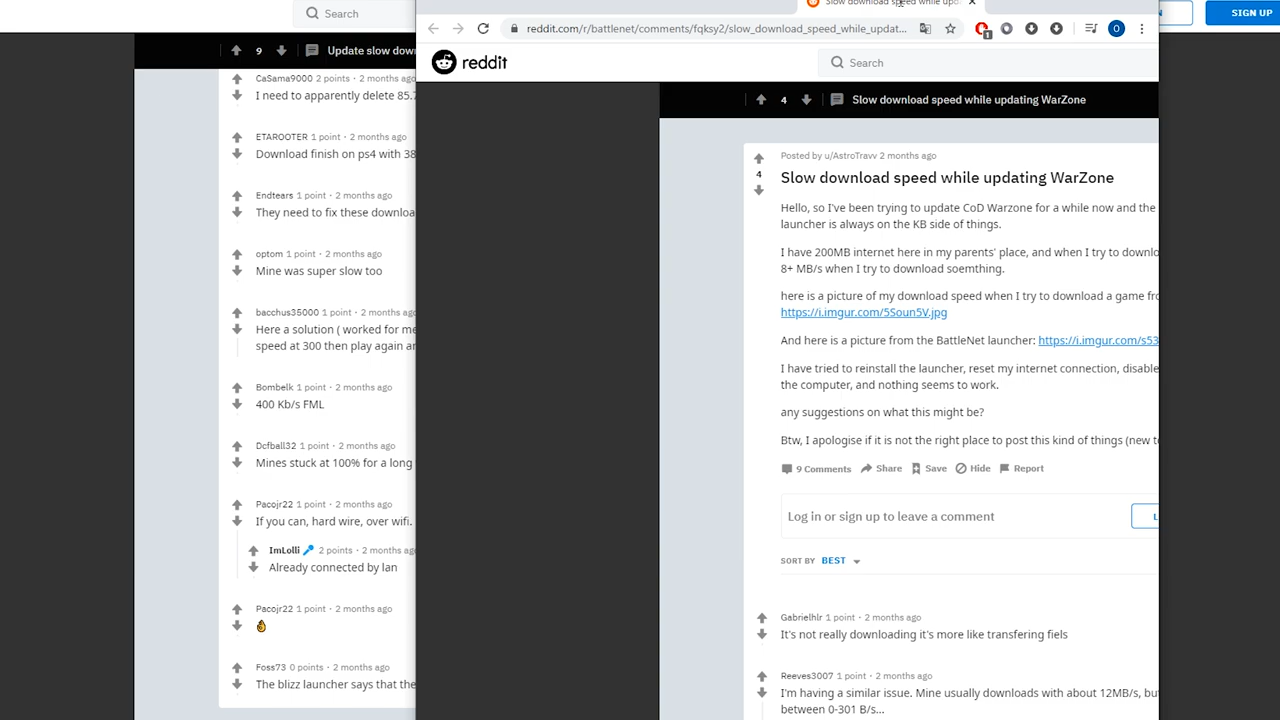 Search
SIGN UP
9 Update slow dow
CaSama9000 2 points · 2 months ago
I need to apparently delete 85.7
ETAROOTER 1 point · 2 months ago
Download finish on ps4 with 38
Endtears 1 point · 2 months ago
They need to fix these downloa
optom 1 point · 2 months ago
Mine was super slow too
bacchus35000 1 point · 2 months ago
Here a solution ( worked for me
speed at 300 then play again an
Bombelk 1 point · 2 months ago
400 Kb/s FML
Dcfball32 1 point · 2 months ago
Mines stuck at 100% for a long
Pacojr22 1 point · 2 months ago
If you can, hard wire, over wifi.
ImLolli 2 points · 2 months ago
Already connected by lan
Pacojr22 1 point · 2 months ago
Foss73 0 points · 2 months ago
The blizz launcher says that the
Slow download speed while upd
reddit.com/r/battlenet/comments/fqksy2/slow_download_speed_while_updat...
1
O
reddit
Search
4 Slow download speed while updating WarZone
Posted by u/AstroTravv 2 months ago
4
Slow download speed while updating WarZone
Hello, so I've been trying to update CoD Warzone for a while now and the
launcher is always on the KB side of things.
I have 200MB internet here in my parents' place, and when I try to downlo
8+ MB/s when I try to download soemthing.
here is a picture of my download speed when I try to download a game fro
https://i.imgur.com/5Soun5V.jpg
And here is a picture from the BattleNet launcher: https://i.imgur.com/s53
I have tried to reinstall the launcher, reset my internet connection, disable
the computer, and nothing seems to work.
any suggestions on what this might be?
Btw, I apologise if it is not the right place to post this kind of things (new to
9 Comments Share Save Hide Report
Log in or sign up to leave a comment
L
SORT BY BEST
Gabrielhlr 1 point · 2 months ago
It's not really downloading it's more like transfering fiels
Reeves3007 1 point · 2 months ago
I'm having a similar issue. Mine usually downloads with about 12MB/s, but
between 0-301 B/s...